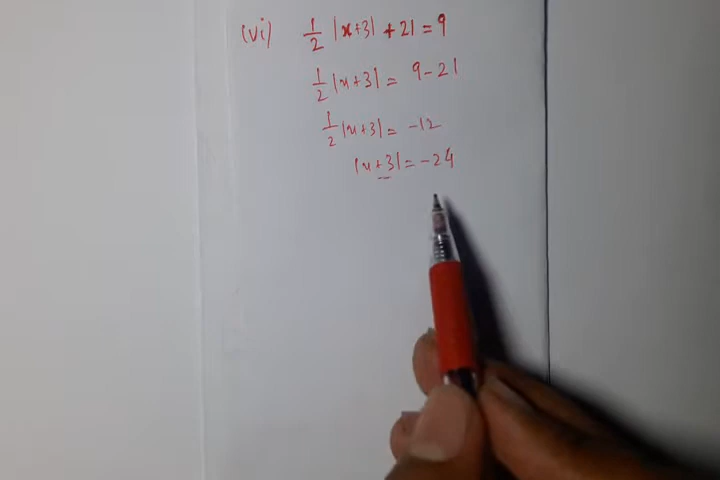 (vi) 1/2 |x+3| + 21 = 9
1/2 |x+3| = 9-21
1/2 |x+3| = -12
|x+3| = -24